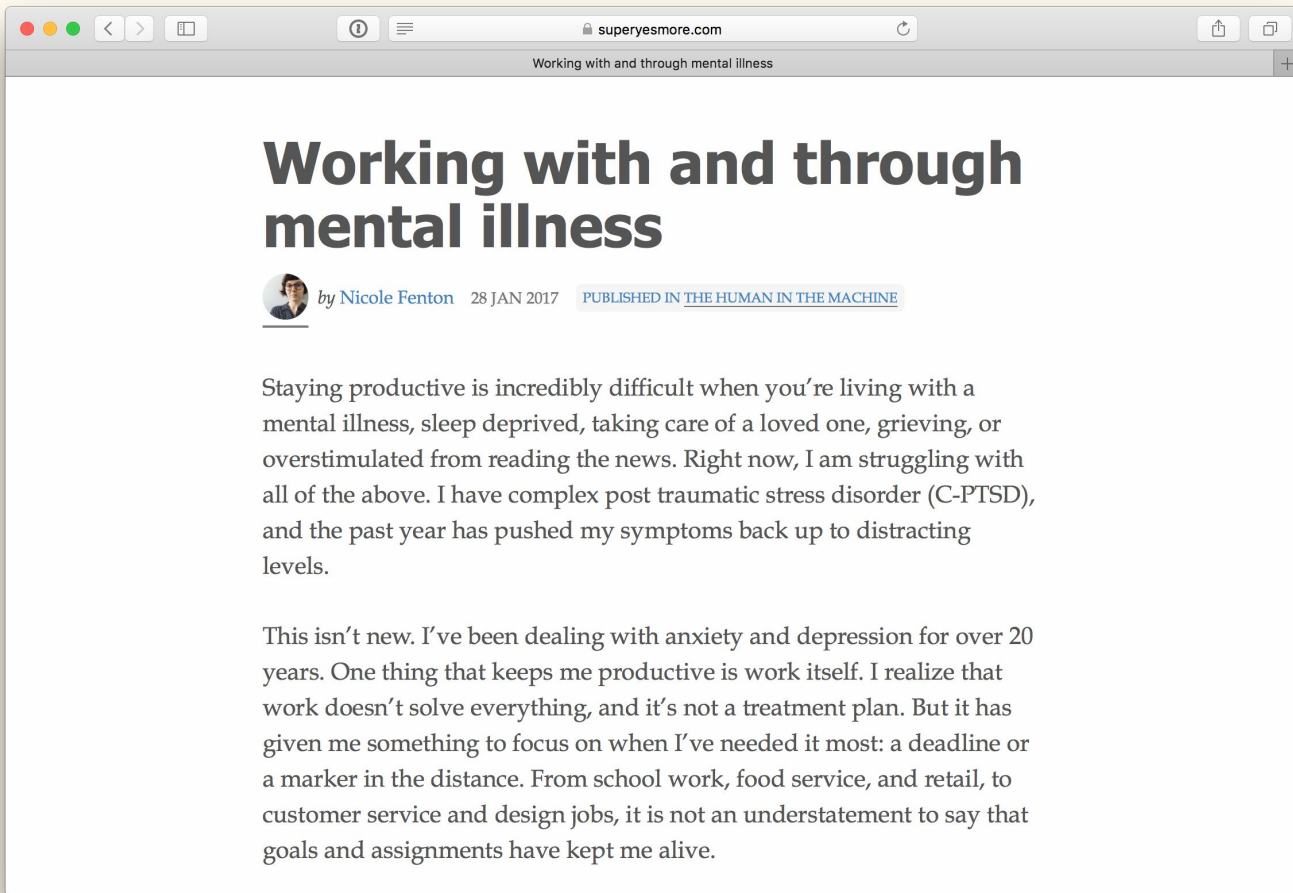 superyesmore.com
Working with and through mental illness
Working with and through
mental illness
by Nicole Fenton 28 JAN 2017 PUBLISHED IN THE HUMAN IN THE MACHINE
Staying productive is incredibly difficult when you’re living with a
mental illness, sleep deprived, taking care of a loved one, grieving, or
overstimulated from reading the news. Right now, I am struggling with
all of the above. I have complex post traumatic stress disorder (C-PTSD),
and the past year has pushed my symptoms back up to distracting
levels.
This isn’t new. I’ve been dealing with anxiety and depression for over 20
years. One thing that keeps me productive is work itself. I realize that
work doesn’t solve everything, and it’s not a treatment plan. But it has
given me something to focus on when I’ve needed it most: a deadline or
a marker in the distance. From school work, food service, and retail, to
customer service and design jobs, it is not an understatement to say that
goals and assignments have kept me alive.